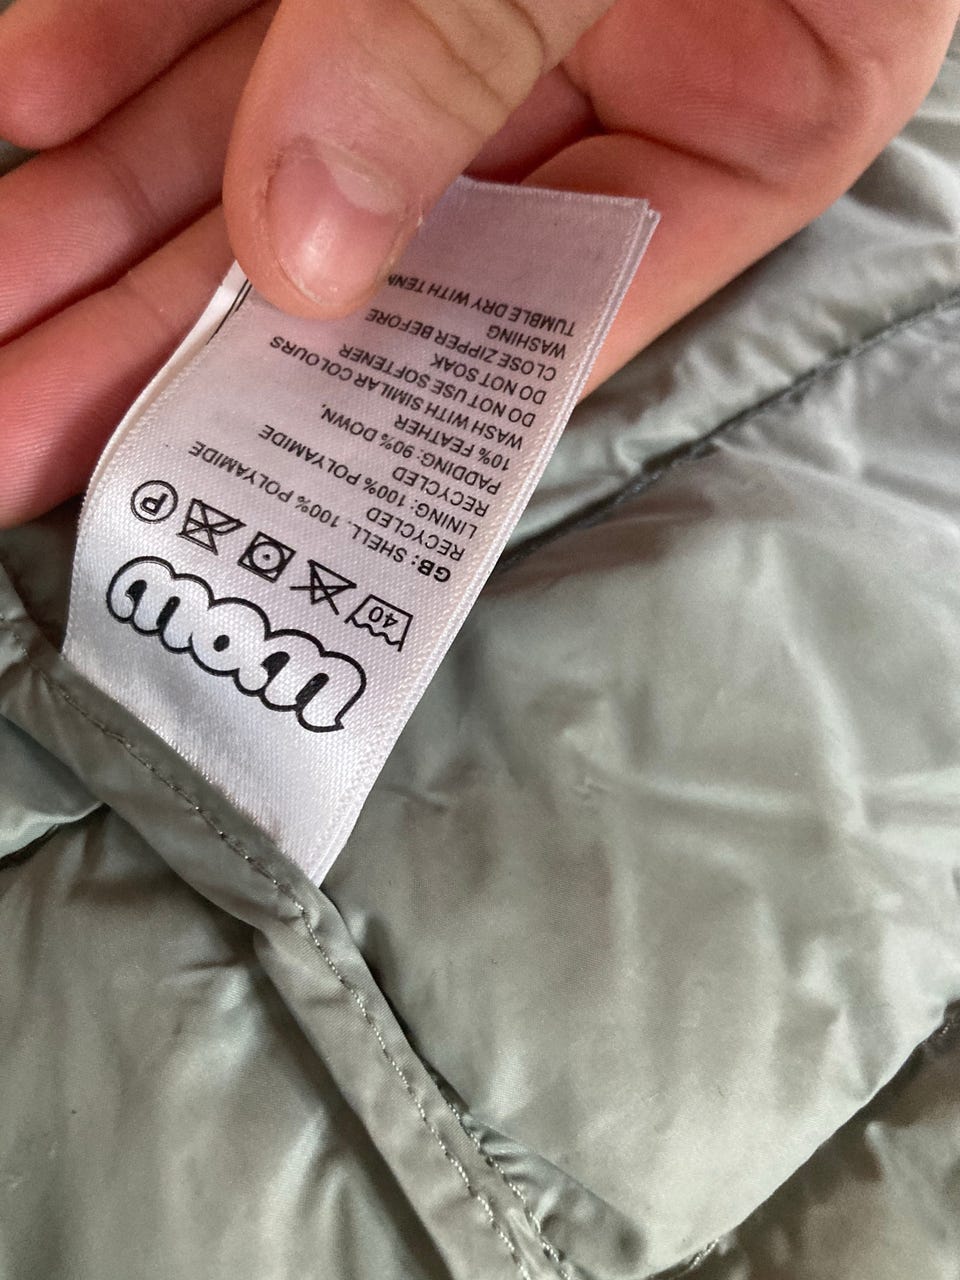 40 P
GB: SHELL. 100% POLYAMIDE
RECYCLED
LINING: 100% POLYAMIDE
RECYCLED
PADDING: 90% DOWN,
10% FEATHER
WASH WITH SIMILAR COLOURS
DO NOT USE SOFTENER
DO NOT SOAK
CLOSE ZIPPER BEFORE
WASHING
TUMBLE DRY WITH